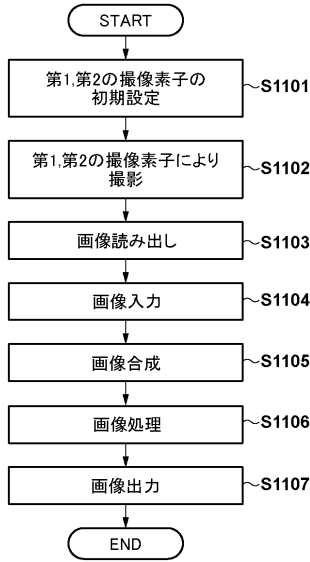 START
第1,第2の撮像素子の
初期設定
S1101
第1,第2の撮像素子により
撮影
S1102
画像読み出し
S1103
画像入力
S1104
画像合成
S1105
画像処理
S1106
画像出力
S1107
END